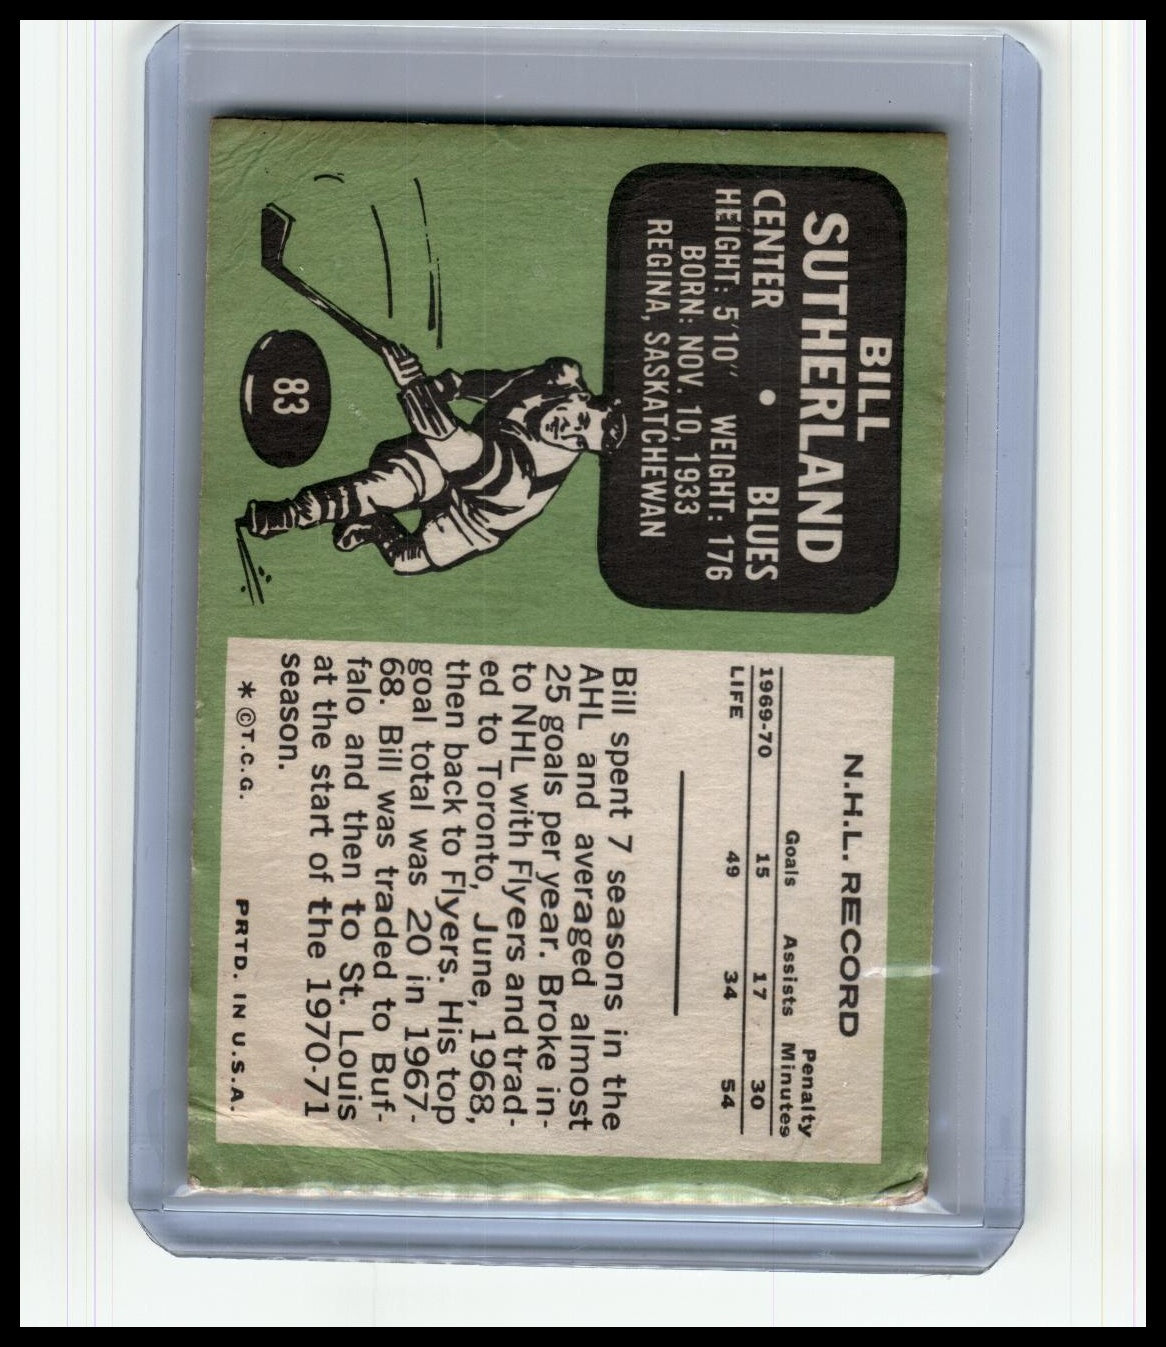 BILL
SUTHERLAND
CENTER • BLUES
HEIGHT: 5'10" WEIGHT: 176
BORN: NOV. 10, 1933
REGINA, SASKATCHEWAN
83
N.H.L. RECORD
Goals Assists Penalty Minutes
1969-70 15 17 30
LIFE 49 34 54
Bill spent 7 seasons in the
AHL and averaged almost
25 goals per year. Broke in-
to NHL with Flyers and trad-
ed to Toronto, June, 1968,
then back to Flyers. His top
goal total was 20 in 1967-
68. Bill was traded to Buf-
falo and then to St. Louis
at the start of the 1970-71
season.
* © T.C.G. PRTD. IN U.S.A.